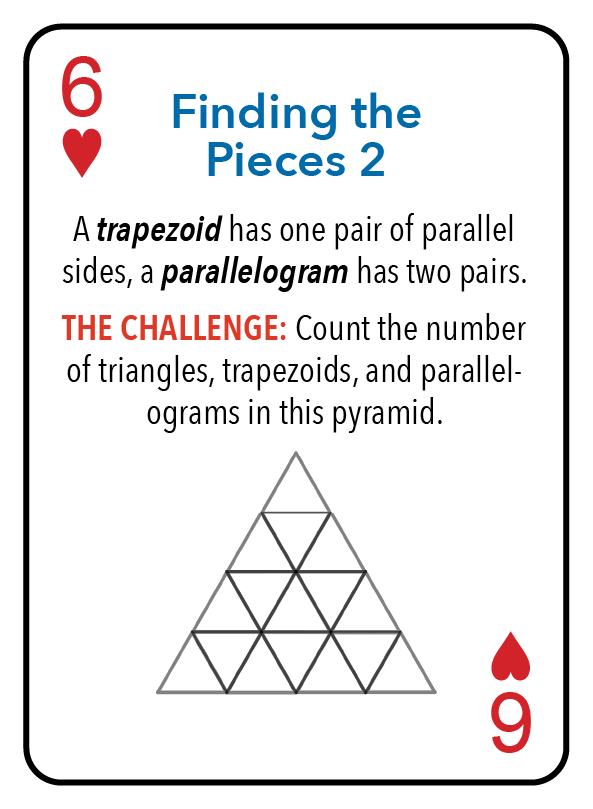 6
Finding the
Pieces 2
A trapezoid has one pair of parallel
sides, a parallelogram has two pairs.
THE CHALLENGE: Count the number
of triangles, trapezoids, and parallel-
ograms in this pyramid.
6